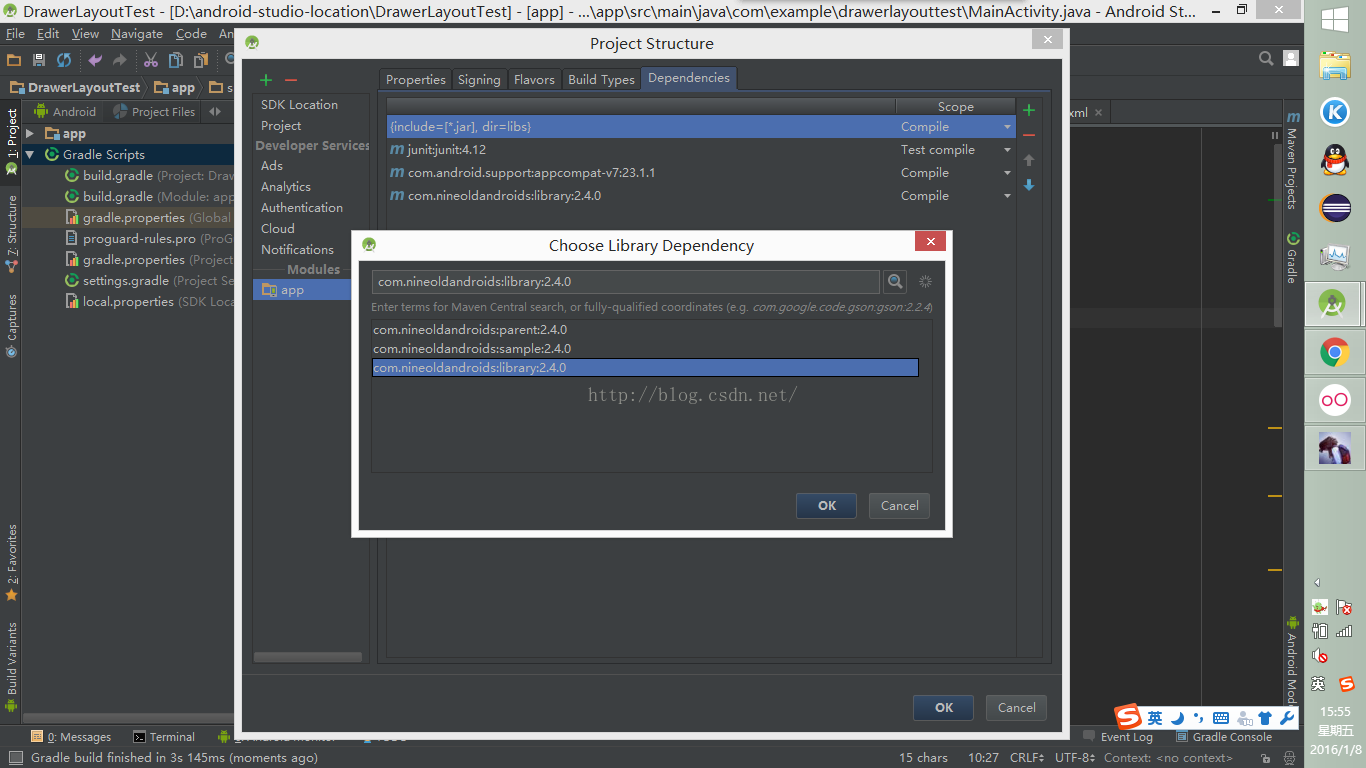 DrawerLayoutTest - [D:\android-studio-location\DrawerLayoutTest] - [app] - ...\app\src\main\java\com\example\drawerlayouttest\MainActivity.java - Android St...
File Edit View Navigate Code An
Project Structure
DrawerLayoutTest app s
Android Project Files
app
Gradle Scripts
build.gradle (Project: Draw
build.gradle (Module: app
gradle.properties (Global
proguard-rules.pro (ProG
gradle.properties (Project
settings.gradle (Project Se
local.properties (SDK Loca
1: Project
7: Structure
Captures
2: Favorites
Build Variants
SDK Location
Project
Developer Services
Ads
Analytics
Authentication
Cloud
Notifications
Modules
app
Properties Signing Flavors Build Types Dependencies
Scope
{include=[*.jar], dir=libs} Compile
m junit:junit:4.12 Test compile
m com.android.support:appcompat-v7:23.1.1 Compile
m com.nineoldandroids:library:2.4.0 Compile
Choose Library Dependency
com.nineoldandroids:library:2.4.0
Enter terms for Maven Central search, or fully-qualified coordinates (e.g. com.google.code.gson:gson:2.2.4)
com.nineoldandroids:parent:2.4.0
com.nineoldandroids:sample:2.4.0
com.nineoldandroids:library:2.4.0
http://blog.csdn.net/
OK Cancel
OK Cancel
xml
m Maven Projects
Gradle
Android Mod
0: Messages Terminal Event Log Gradle Console
Gradle build finished in 3s 145ms (moments ago) 15 chars 10:27 CRLF UTF-8 Context: <no context>
S 英
K
英 S
15:55
星期五
2016/1/8